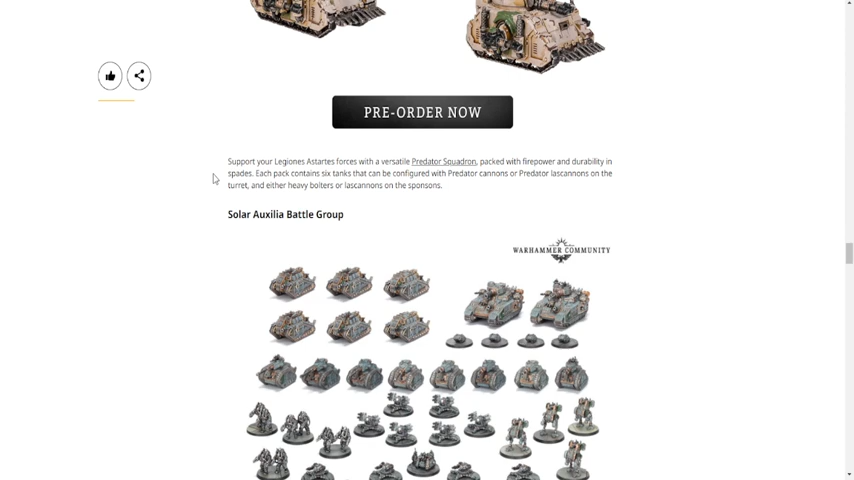 PRE-ORDER NOW
Support your Legiones Astartes forces with a versatile Predator Squadron, packed with firepower and durability in
spades. Each pack contains six tanks that can be configured with Predator cannons or Predator lascannons on the
turret, and either heavy bolters or lascannons on the sponsons.
Solar Auxilia Battle Group
WARHAMMER COMMUNITY